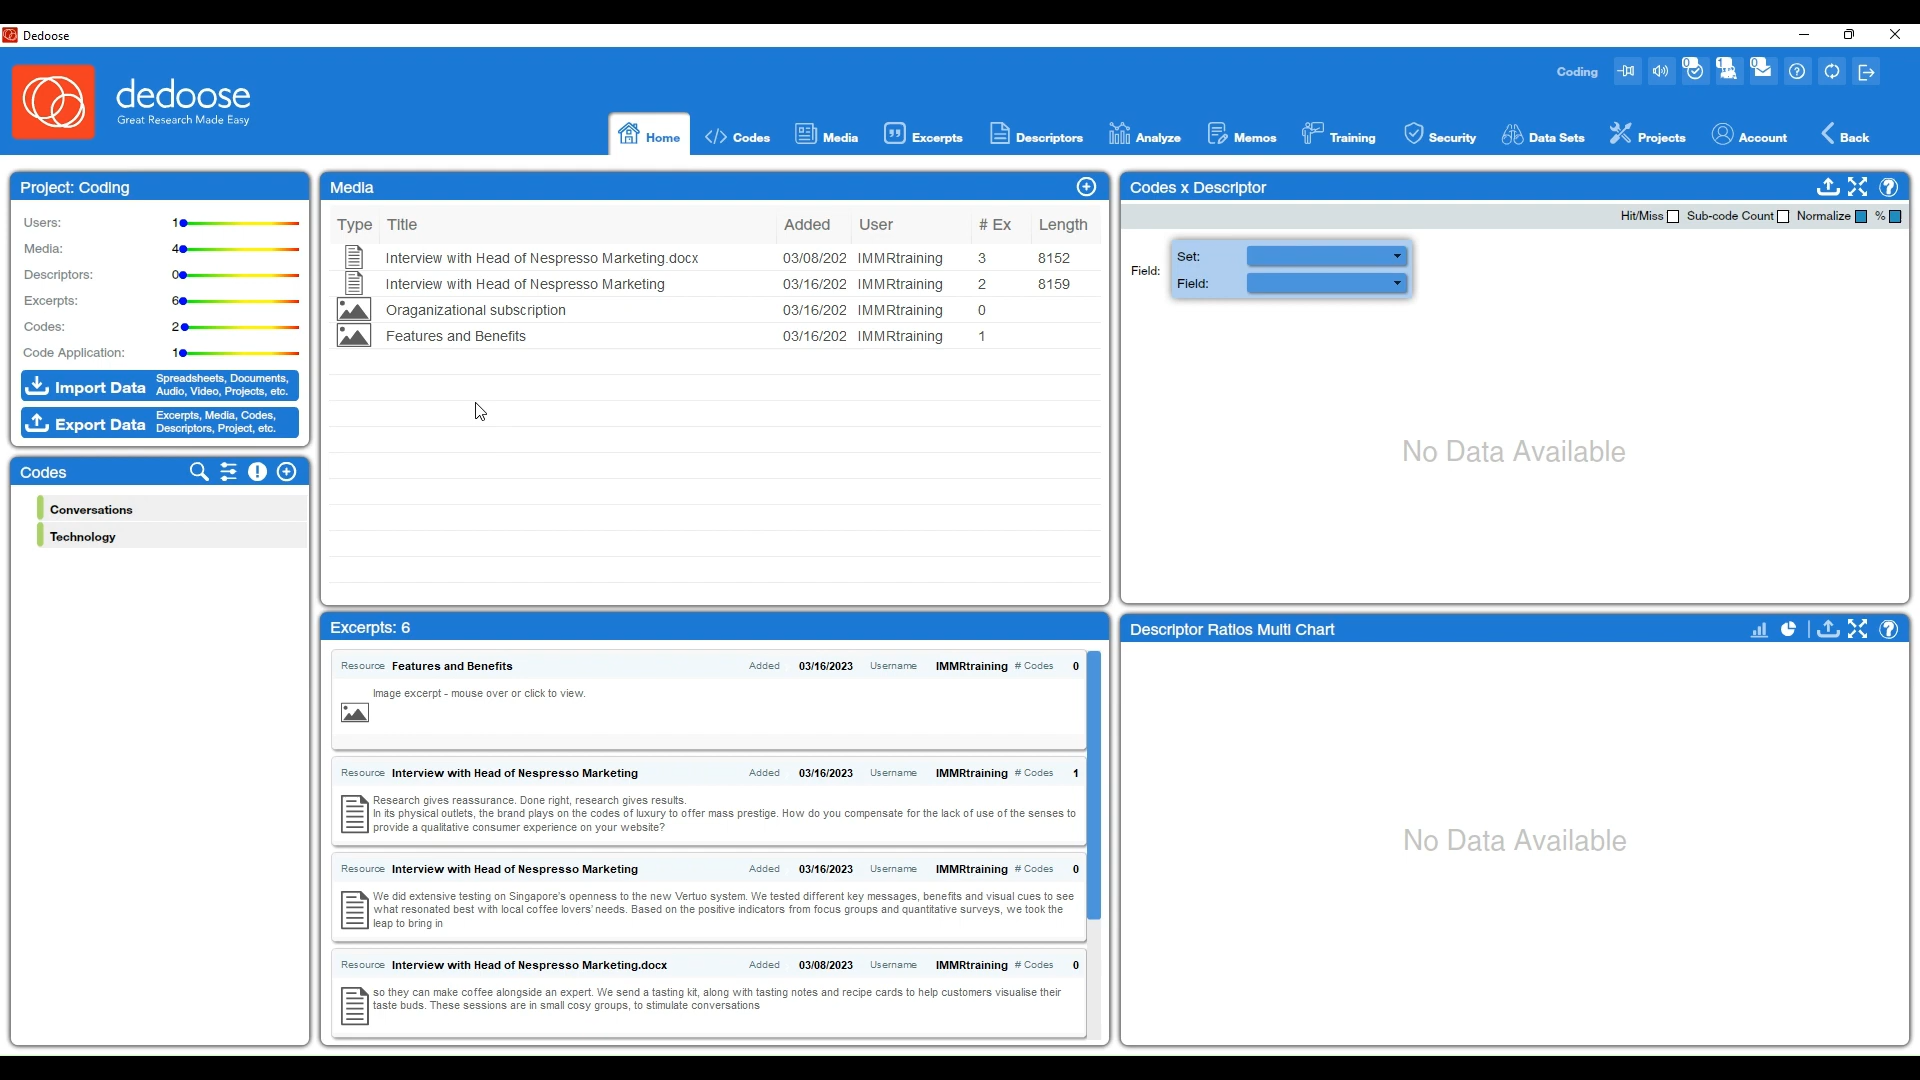 Dedoose
dedoose
Great Research Made Easy
Coding 0 1 0
Home Codes Media Excerpts Descriptors Analyze Memos Training Security Data Sets Projects Account Back
Project: Coding
Users: 1
Media: 4
Descriptors: 0
Excerpts: 6
Codes: 2
Code Application: 1
Import Data Spreadsheets, Documents,
Audio, Video, Projects, etc.
Export Data Excerpts, Media, Codes,
Descriptors, Project, etc.
Codes
Conversations
Technology
Media
Type Title Added User # Ex Length
Interview with Head of Nespresso Marketing.docx 03/08/202 IMMRtraining 3 8152
Interview with Head of Nespresso Marketing 03/16/202 IMMRtraining 2 8159
Oraganizational subscription 03/16/202 IMMRtraining 0
Features and Benefits 03/16/202 IMMRtraining 1
Excerpts: 6
Resource Features and Benefits Added 03/16/2023 Username IMMRtraining # Codes 0
Image excerpt - mouse over or click to view.
Resource Interview with Head of Nespresso Marketing Added 03/16/2023 Username IMMRtraining # Codes 1
Research gives reassurance. Done right, research gives results.
In its physical outlets, the brand plays on the codes of luxury to offer mass prestige. How do you compensate for the lack of use of the senses to
provide a qualitative consumer experience on your website?
Resource Interview with Head of Nespresso Marketing Added 03/16/2023 Username IMMRtraining # Codes 0
We did extensive testing on Singapore's openness to the new Vertuo system. We tested different key messages, benefits and visual cues to see
what resonated best with local coffee lovers' needs. Based on the positive indicators from focus groups and quantitative surveys, we took the
leap to bring in
Resource Interview with Head of Nespresso Marketing.docx Added 03/08/2023 Username IMMRtraining # Codes 0
so they can make coffee alongside an expert. We send a tasting kit, along with tasting notes and recipe cards to help customers visualise their
taste buds. These sessions are in small cosy groups, to stimulate conversations
Codes x Descriptor
Hit/Miss Sub-code Count Normalize %
Field: Set:
Field:
No Data Available
Descriptor Ratios Multi Chart
No Data Available